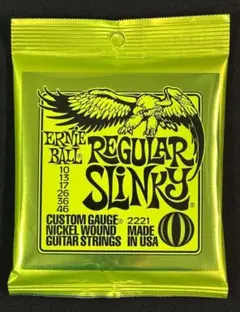 ERNIE BALL
REGULAR
SLINKY
10
13
17
26
36
46
CUSTOM GAUGE® 2221
NICKEL WOUND MADE
GUITAR STRINGS IN USA